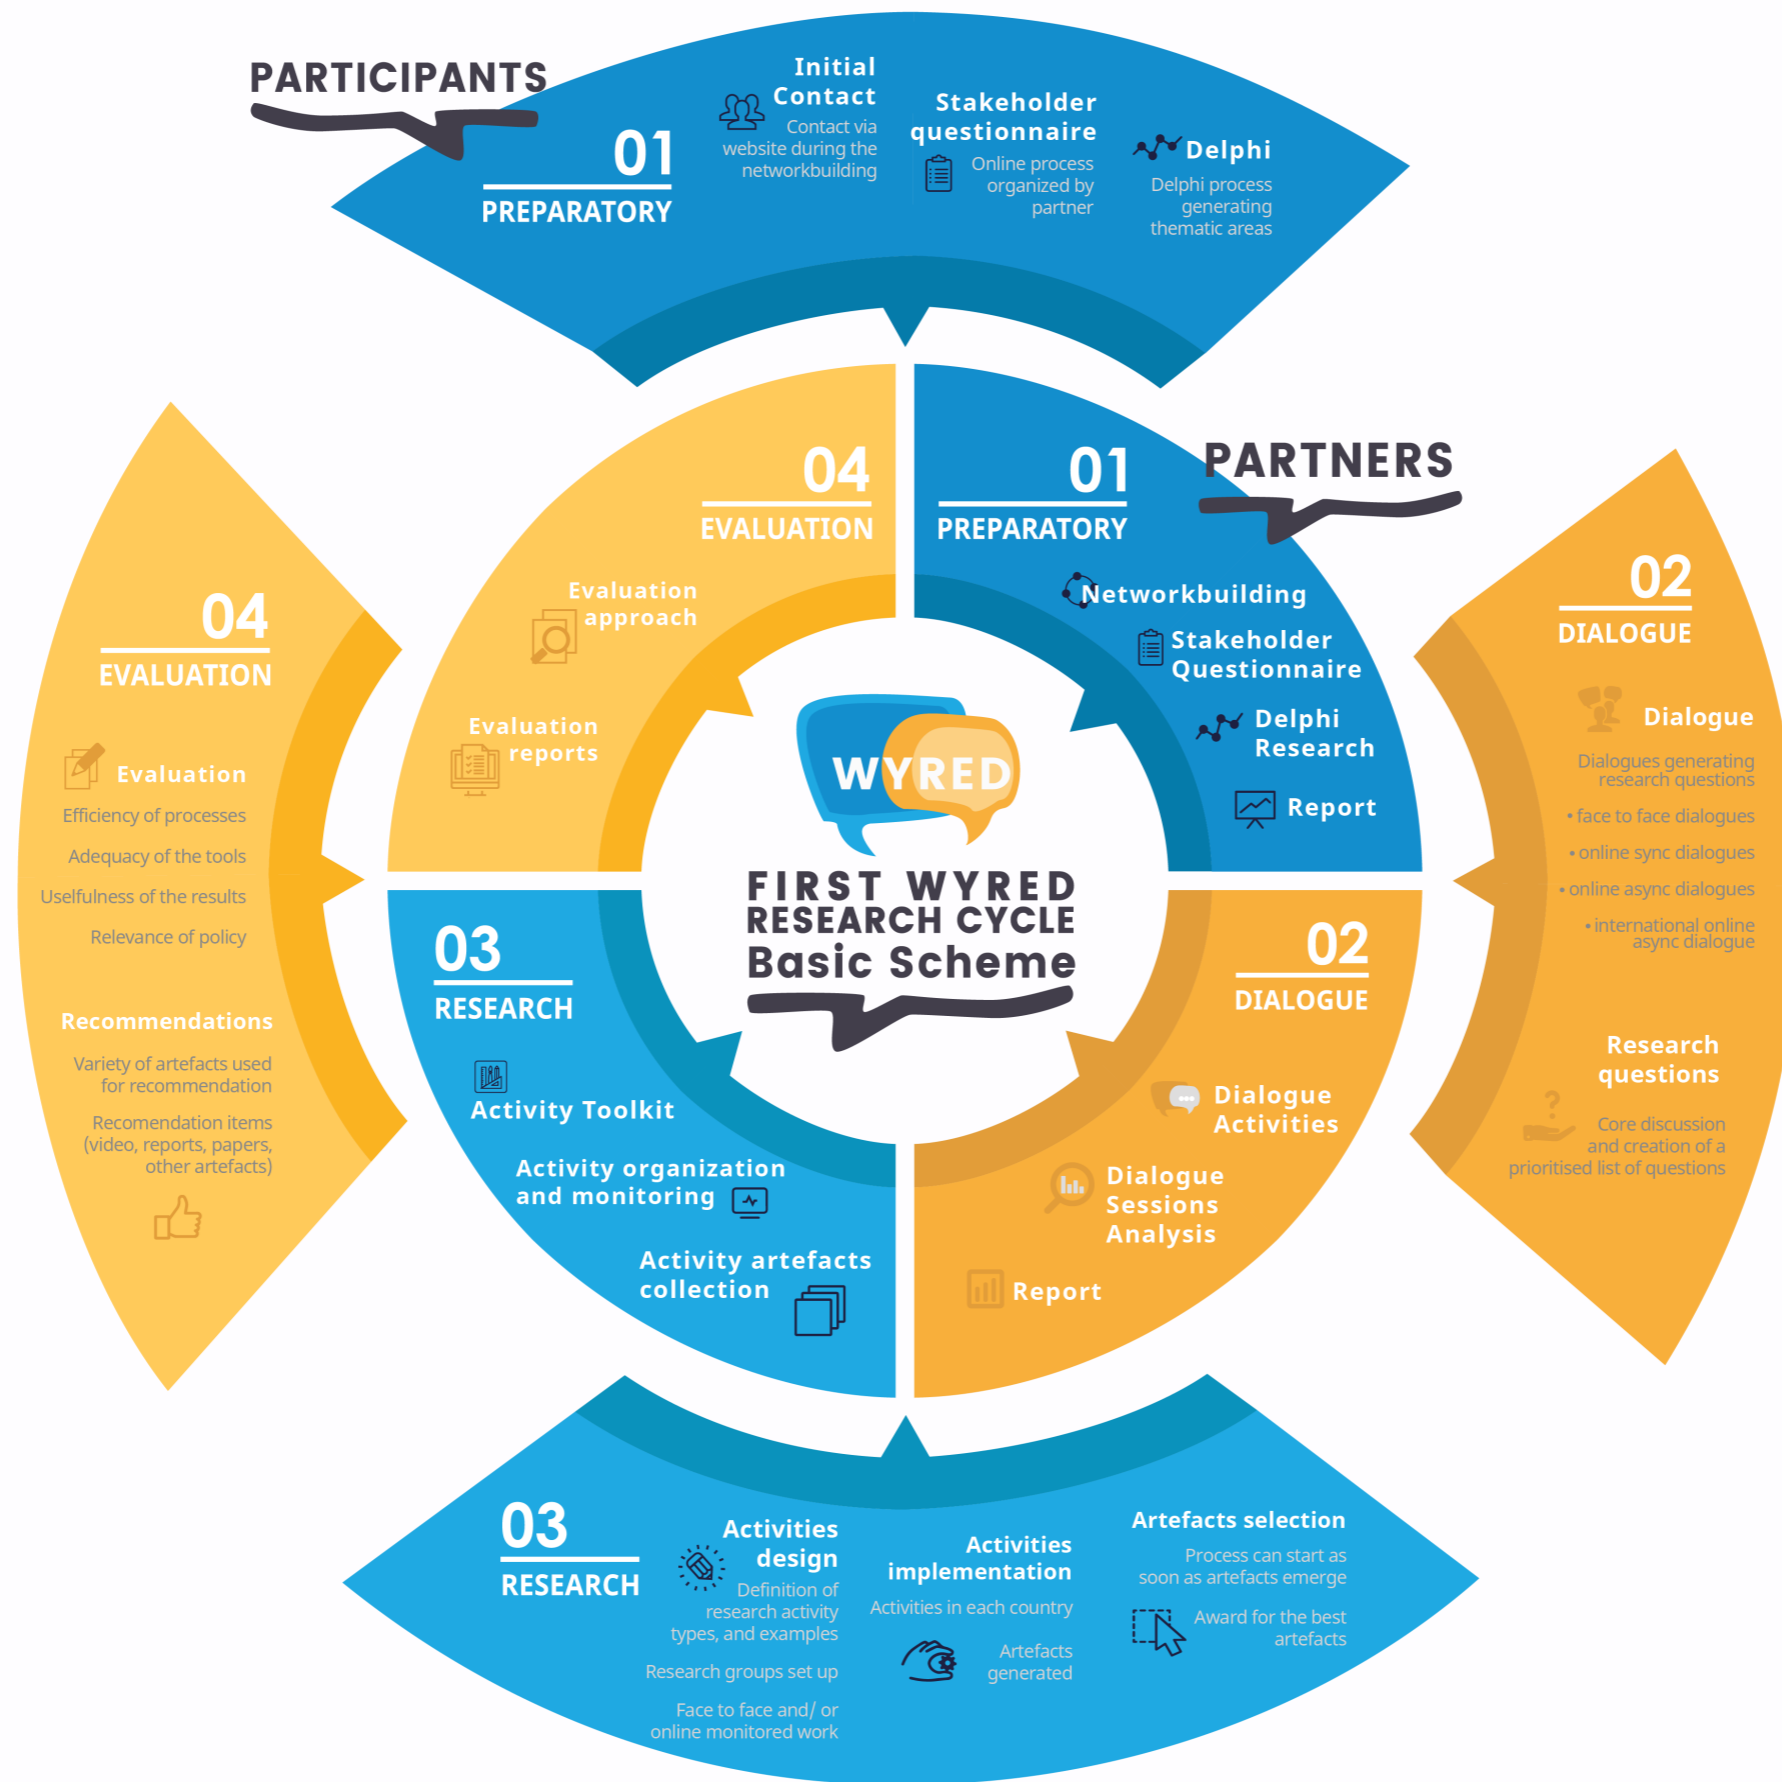 PARTICIPANTS
01
PREPARATORY
Initial
Contact
Contact via
website during the
networkbuilding
Stakeholder
questionnaire
Online process
organized by
partner
Delphi
Delphi process
generating
thematic areas
04
EVALUATION
Evaluation
approach
Evaluation
reports
01
PREPARATORY
PARTNERS
Networkbuilding
Stakeholder
Questionnaire
Delphi
Research
Report
02
DIALOGUE
Dialogue
Dialogues generating
research questions
• face to face dialogues
• online sync dialogues
• online async dialogues
• international online
async dialogue
Research
questions
?
Core discussion
and creation of a
prioritised list of questions
04
EVALUATION
Evaluation
Efficiency of processes
Adequacy of the tools
Uselfulness of the results
Relevance of policy
Recommendations
Variety of artefacts used
for recommendation
Recomendation items
(video, reports, papers,
other artefacts)
WYRED
FIRST WYRED
RESEARCH CYCLE
Basic Scheme
03
RESEARCH
Activity Toolkit
Activity organization
and monitoring
Activity artefacts
collection
02
DIALOGUE
Dialogue
Activities
Dialogue
Sessions
Analysis
Report
03
RESEARCH
Activities
design
Definition of
research activity
types, and examples
Research groups set up
Face to face and/ or
online monitored work
Activities
implementation
Activities in each country
Artefacts
generated
Artefacts selection
Process can start as
soon as artefacts emerge
Award for the best
artefacts